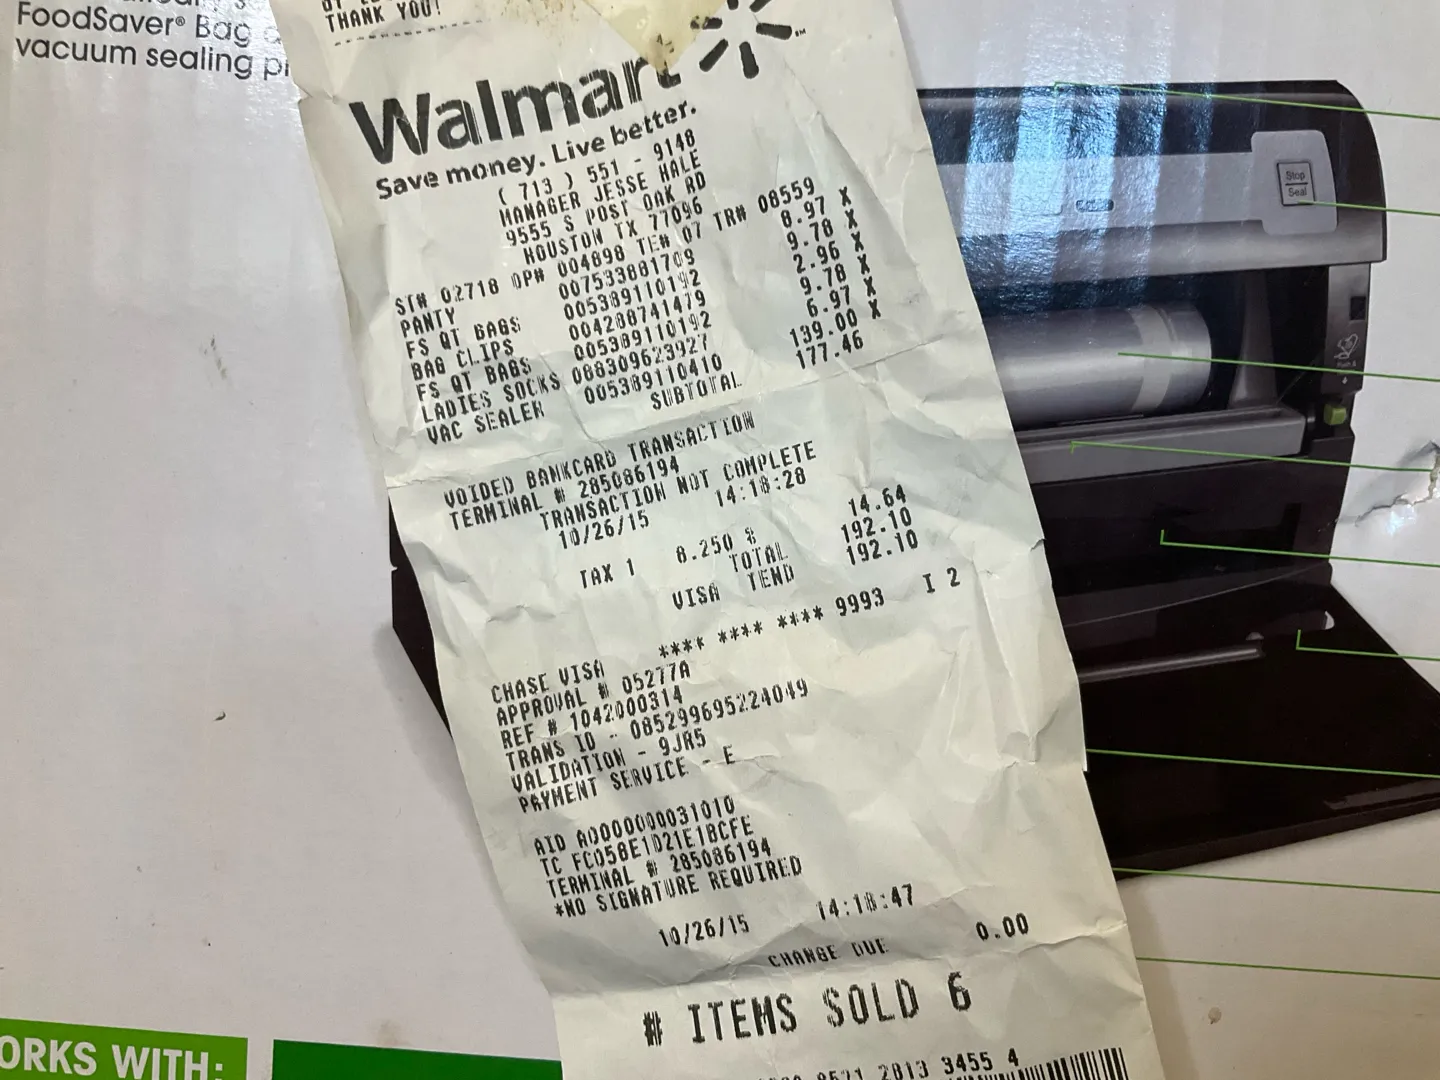 FoodSaver® Bag
vacuum sealing
THANK YOU!
Walmart
Save money. Live better.
( 713 ) 551 - 9148
MANAGER JESSE HALE
9555 S POST OAK RD
HOUSTON TX 77096
ST# 02718 OP# 004898 TE# 07 TR# 08559
PANTY 007533881709 8.97 X
FS QT BAGS 005389110192 9.78 X
BAG CLIPS 004288741479 2.96 X
FS QT BAGS 005389110192 9.78 X
LADIES SOCKS 088309623927 6.97 X
VAC SEALER 005389110410 139.00 X
SUBTOTAL 177.46
VOIDED BANKCARD TRANSACTION
TERMINAL # 285086194
TRANSACTION NOT COMPLETE
10/26/15 14:18:28
TAX 1 8.250 % 14.64
TOTAL 192.10
VISA TEND 192.10
CHASE VISA **** **** **** 9993 I 2
APPROVAL # 05277A
REF # 1042000314
TRANS ID - 085299695224049
VALIDATION - 9JR5
PAYMENT SERVICE - E
AID A0000000031010
TC FC058E1D21E1BCFE
TERMINAL # 285086194
*NO SIGNATURE REQUIRED
10/26/15 14:18:47
CHANGE DUE 0.00
# ITEMS SOLD 6
2813 3455 4
Stop
Seal
ORKS WITH: